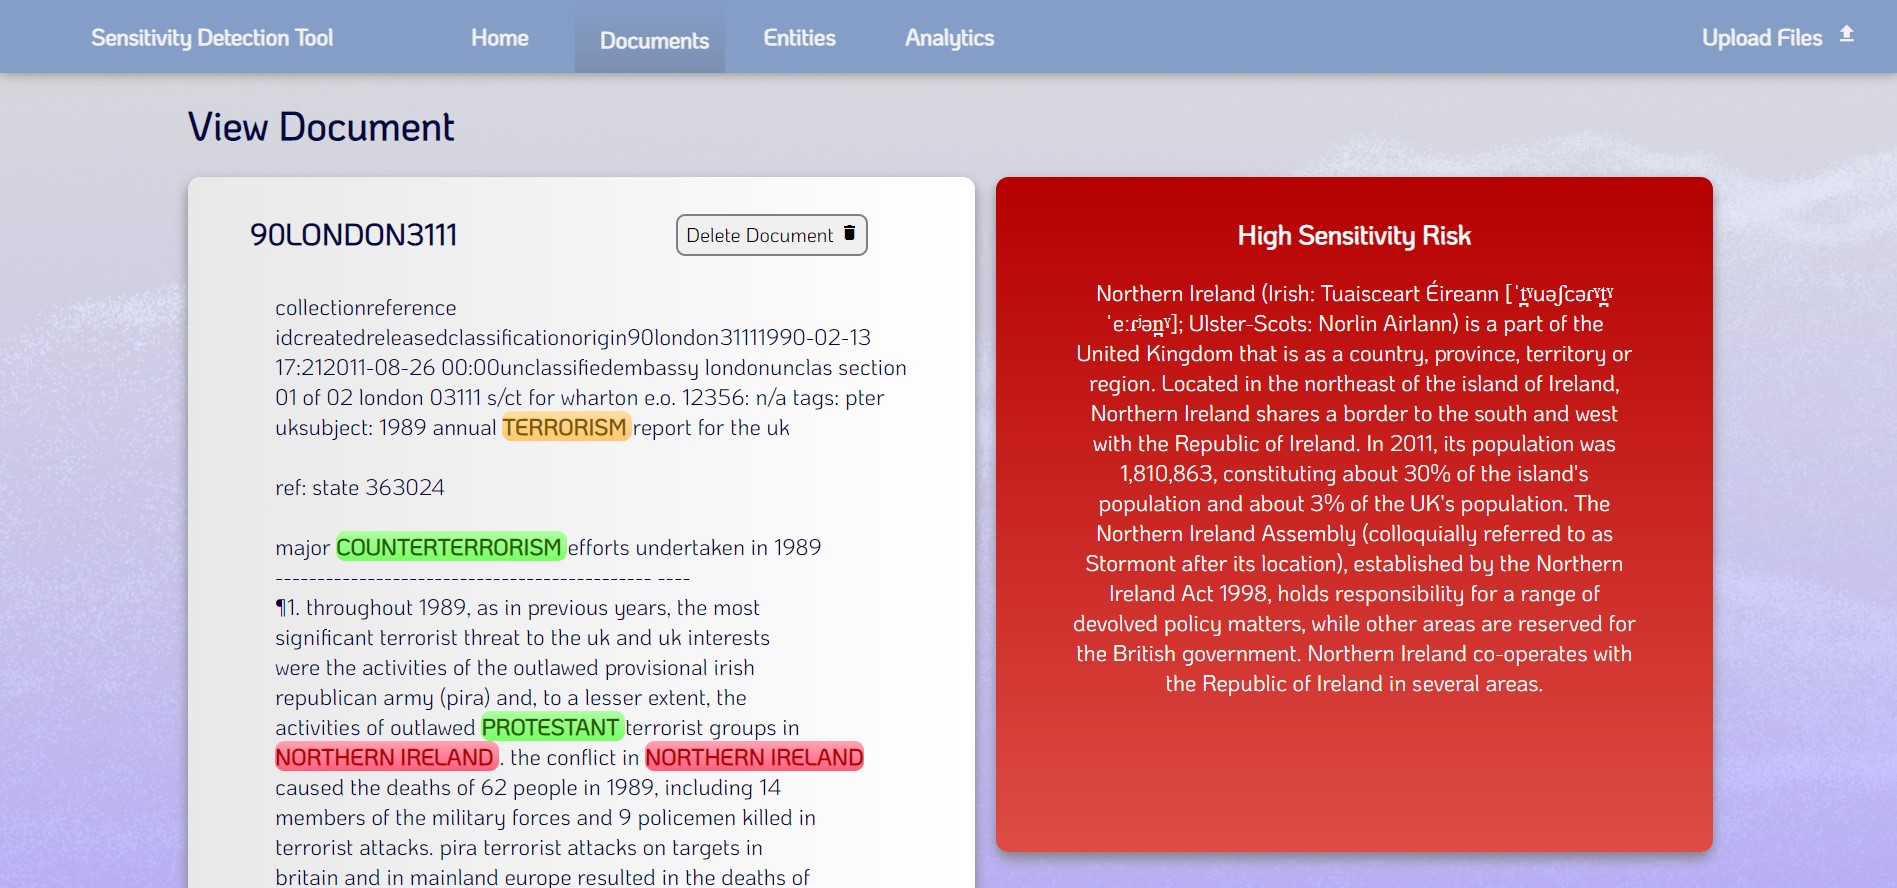 Sensitivity Detection Tool
Home
Documents
Entities
Analytics
Upload Files
View Document
90LONDON3111
Delete Document
collectionreference
idcreatedreleasedclassificationorigin90london31111990-02-13
17:212011-08-26 00:00unclassifiedembassy londonunclas section
01 of 02 london 03111 s/ct for wharton e.o. 12356: n/a tags: pter
uksubject: 1989 annual TERRORISM report for the uk
ref: state 363024
major COUNTERTERRORISM efforts undertaken in 1989
--------------------------------------------- ----
¶1. throughout 1989, as in previous years, the most
significant terrorist threat to the uk and uk interests
were the activities of the outlawed provisional irish
republican army (pira) and, to a lesser extent, the
activities of outlawed PROTESTANT terrorist groups in
NORTHERN IRELAND . the conflict in NORTHERN IRELAND
caused the deaths of 62 people in 1989, including 14
members of the military forces and 9 policemen killed in
terrorist attacks. pira terrorist attacks on targets in
britain and in mainland europe resulted in the deaths of
High Sensitivity Risk
Northern Ireland (Irish: Tuaisceart Éireann [ˈt̪ˠuəʃcəɾˠt̪ˠ
ˈeːɾʲən̪ˠ]; Ulster-Scots: Norlin Airlann) is a part of the
United Kingdom that is as a country, province, territory or
region. Located in the northeast of the island of Ireland,
Northern Ireland shares a border to the south and west
with the Republic of Ireland. In 2011, its population was
1,810,863, constituting about 30% of the island's
population and about 3% of the UK's population. The
Northern Ireland Assembly (colloquially referred to as
Stormont after its location), established by the Northern
Ireland Act 1998, holds responsibility for a range of
devolved policy matters, while other areas are reserved for
the British government. Northern Ireland co-operates with
the Republic of Ireland in several areas.